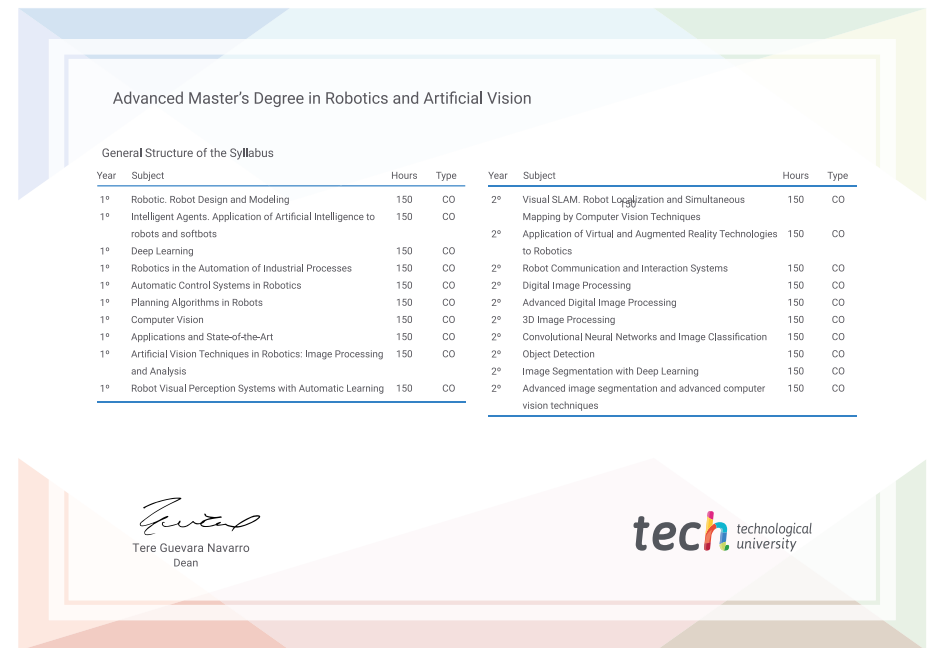 Advanced Master’s Degree in Robotics and Artificial Vision
General Structure of the Syllabus
Year Subject Hours Type
1º Robotic. Robot Design and Modeling 150 CO
1º Intelligent Agents. Application of Artificial Intelligence to 150 CO
robots and softbots
1º Deep Learning 150 CO
1º Robotics in the Automation of Industrial Processes 150 CO
1º Automatic Control Systems in Robotics 150 CO
1º Planning Algorithms in Robots 150 CO
1º Computer Vision 150 CO
1º Applications and State-of-the-Art 150 CO
1º Artificial Vision Techniques in Robotics: Image Processing 150 CO
and Analysis
1º Robot Visual Perception Systems with Automatic Learning 150 CO
Year Subject Hours Type
2º Visual SLAM. Robot Localization and Simultaneous 150 CO
150
Mapping by Computer Vision Techniques
2º Application of Virtual and Augmented Reality Technologies 150 CO
to Robotics
2º Robot Communication and Interaction Systems 150 CO
2º Digital Image Processing 150 CO
2º Advanced Digital Image Processing 150 CO
2º 3D Image Processing 150 CO
2º Convolutional Neural Networks and Image Classification 150 CO
2º Object Detection 150 CO
2º Image Segmentation with Deep Learning 150 CO
2º Advanced image segmentation and advanced computer 150 CO
vision techniques
Tere Guevara Navarro
Dean
tech technological
university